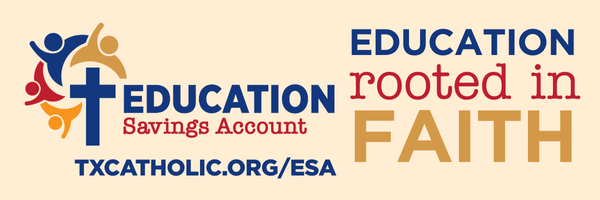 EDUCATION
Savings Account
TXCATHOLIC.ORG/ESA
EDUCATION
rooted in
FAITH